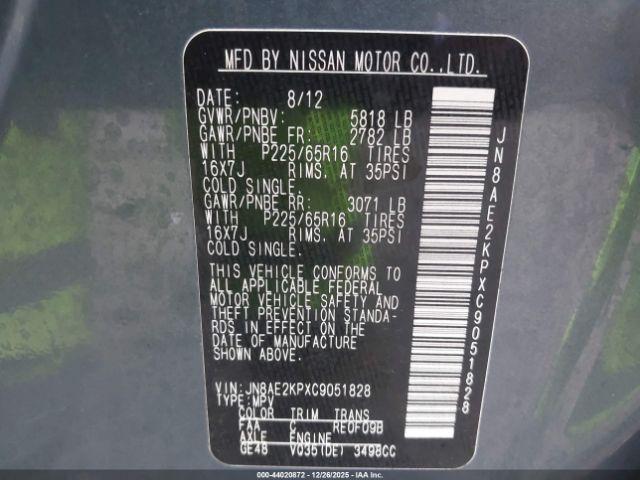 MFD BY NISSAN MOTOR CO.,LTD.
DATE: 8/12
GVWR/PNBV: 5818 LB
GAWR/PNBE FR: 2782 LB
WITH P225/65R16 TIRES
16X7J RIMS. AT 35PSI
COLD SINGLE.
GAWR/PNBE RR: 3071 LB
WITH P225/65R16 TIRES
16X7J RIMS. AT 35PSI
COLD SINGLE.
THIS VEHICLE CONFORMS TO
ALL APPLICABLE FEDERAL
MOTOR VEHICLE SAFETY AND
THEFT PREVENTION STANDA-
RDS IN EFFECT ON THE
DATE OF MANUFACTURE
SHOWN ABOVE.
VIN: JN8AE2KPXC9051828
TYPE: MPV
COLOR TRIM TRANS
FAA C RE0F09B
AXLE ENGINE
GE48 VQ35(DE) 3498CC
JN8AE2KPXC9051828
000-44020872 - 12/26/2025 - IAAI.COM